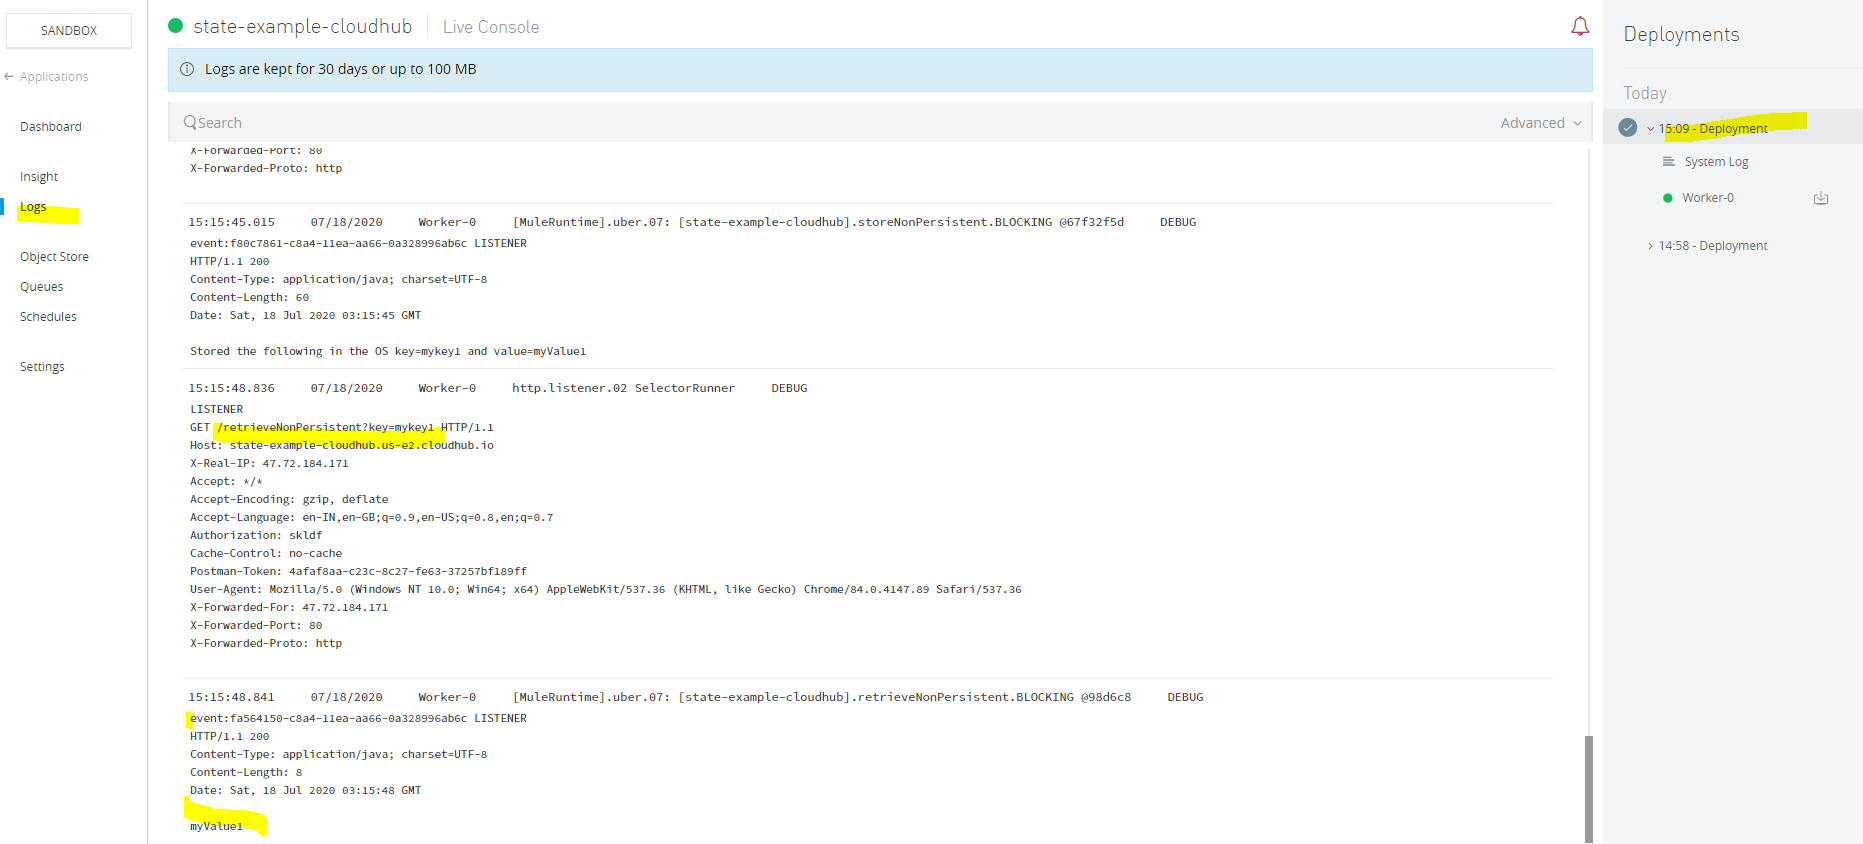 SANDBOX
Applications
Dashboard
Insight
Logs
Object Store
Queues
Schedules
Settings
state-example-cloudhub
Live Console
Logs are kept for 30 days or up to 100 MB
Search
Advanced
X-Forwarded-Port: 80
X-Forwarded-Proto: http
15:15:45.015 07/18/2020 Worker-0 [MuleRuntime].uber.07: [state-example-cloudhub].storeNonPersistent.BLOCKING @67f32f5d DEBUG
event:f80c7861-c8a4-11ea-aa66-0a328996ab6c LISTENER
HTTP/1.1 200
Content-Type: application/java; charset=UTF-8
Content-Length: 60
Date: Sat, 18 Jul 2020 03:15:45 GMT
Stored the following in the OS key=mykey1 and value=myValue1
15:15:48.836 07/18/2020 Worker-0 http.listener.02 SelectorRunner DEBUG
LISTENER
GET /retrieveNonPersistent?key=mykey1 HTTP/1.1
Host: state-example-cloudhub.us-e2.cloudhub.io
X-Real-IP: 47.72.184.171
Accept: */*
Accept-Encoding: gzip, deflate
Accept-Language: en-IN,en-GB;q=0.9,en-US;q=0.8,en;q=0.7
Authorization: skldf
Cache-Control: no-cache
Postman-Token: 4afaf8aa-c23c-8c27-fe63-37257bf189ff
User-Agent: Mozilla/5.0 (Windows NT 10.0; Win64; x64) AppleWebKit/537.36 (KHTML, like Gecko) Chrome/84.0.4147.89 Safari/537.36
X-Forwarded-For: 47.72.184.171
X-Forwarded-Port: 80
X-Forwarded-Proto: http
15:15:48.841 07/18/2020 Worker-0 [MuleRuntime].uber.07: [state-example-cloudhub].retrieveNonPersistent.BLOCKING @98d6c8 DEBUG
event:fa564150-c8a4-11ea-aa66-0a328996ab6c LISTENER
HTTP/1.1 200
Content-Type: application/java; charset=UTF-8
Content-Length: 8
Date: Sat, 18 Jul 2020 03:15:48 GMT
myValue1
Deployments
Today
15:09 - Deployment
System Log
Worker-0
14:58 - Deployment